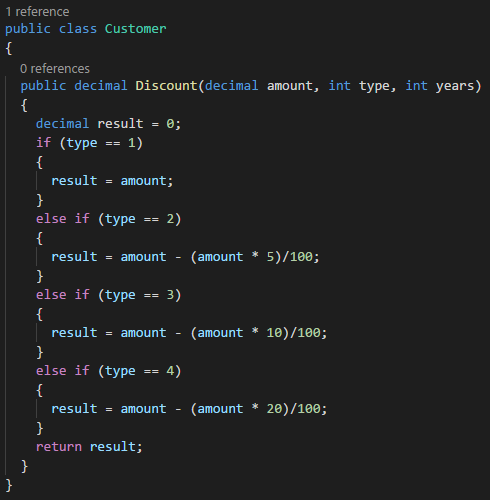 1 reference
public class Customer
{
0 references
public decimal Discount(decimal amount, int type, int years)
{
decimal result = 0;
if (type == 1)
{
result = amount;
}
else if (type == 2)
{
result = amount - (amount * 5)/100;
}
else if (type == 3)
{
result = amount - (amount * 10)/100;
}
else if (type == 4)
{
result = amount - (amount * 20)/100;
}
return result;
}
}